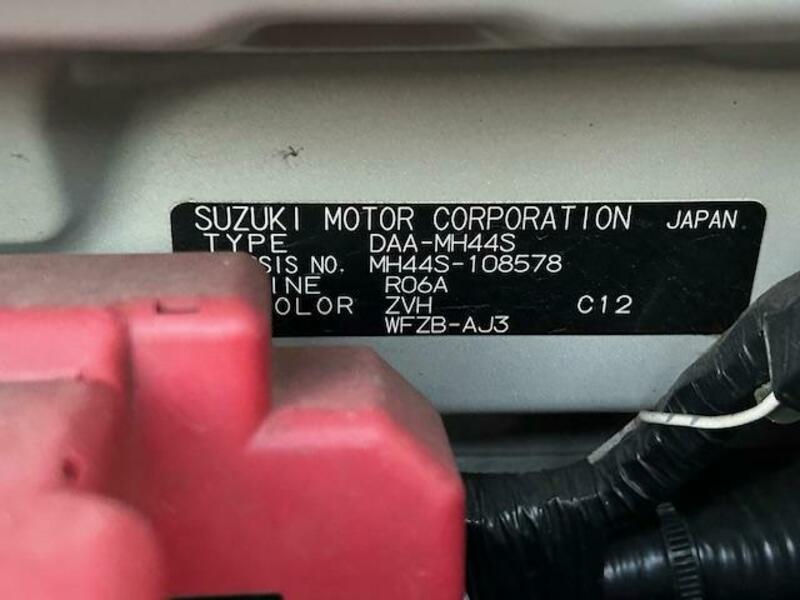 SUZUKI MOTOR CORPORATION JAPAN
TYPE DAA-MH44S
SIS NO. MH44S-108578
INE R06A
OLOR ZVH C12
WFZB-AJ3